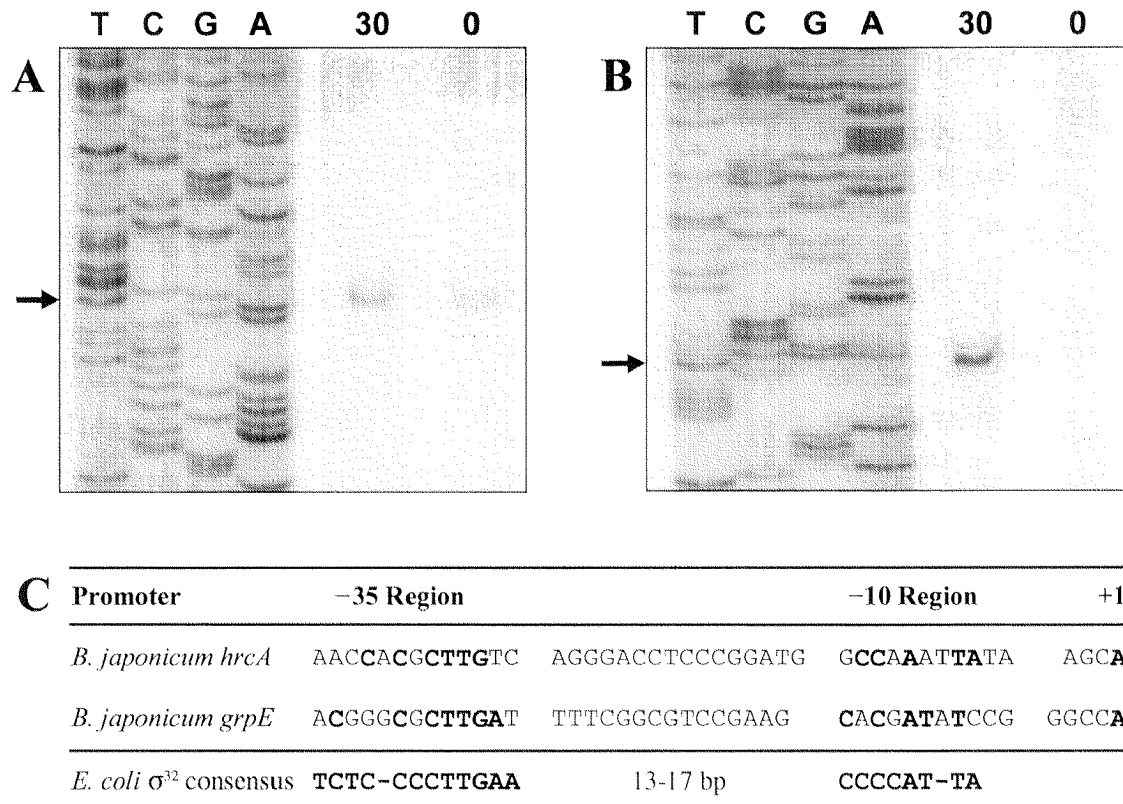 T C G A 30 0 T C G A 30 0
A B
C Promoter −35 Region −10 Region +1
B. japonicum hrcA AACCACGCTTGTC AGGGACCTCCCGGATG GCCAAATTATA AGCA
B. japonicum grpE ACGGGCGCTTGAT TTTCGGCGTCCGAAG CACGATATCCG GGCCA
E. coli σ³² consensus TCTC-CCCTTGAA 13-17 bp CCCCAT-TA